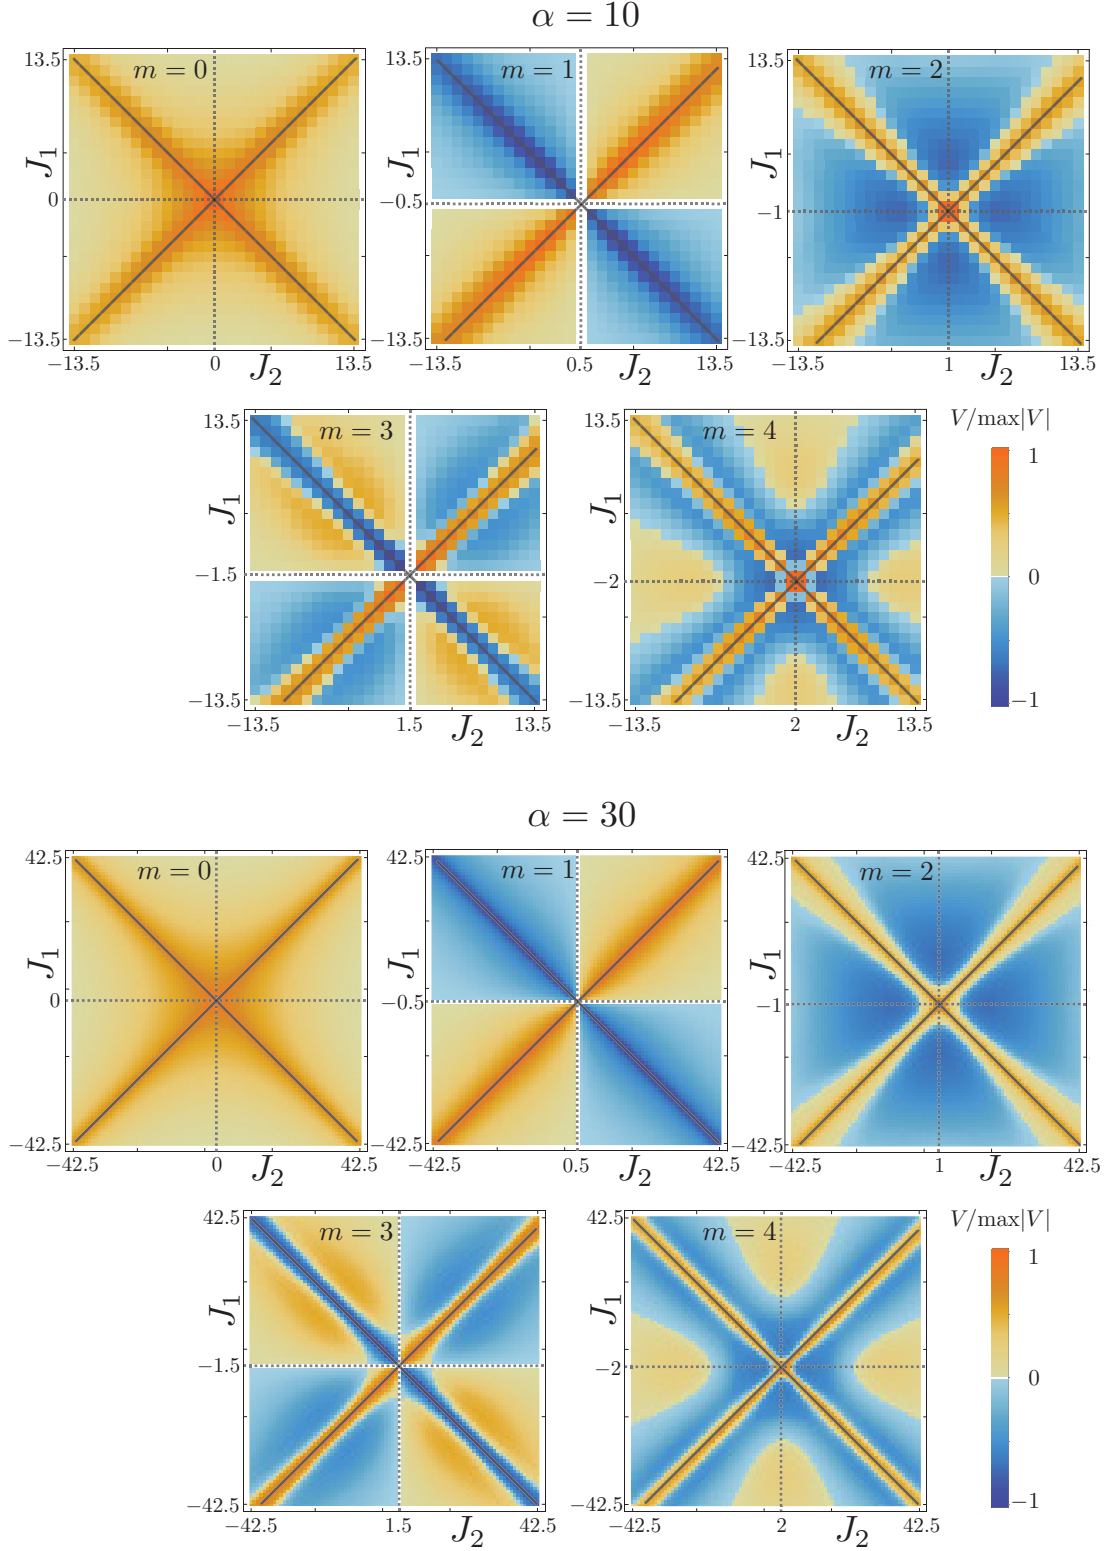 α = 10
m = 0
m = 1
m = 2
13.5
13.5
13.5
J₁
J₁
J₁
0
−0.5
−1
−13.5
−13.5
−13.5
−13.5
0
J₂
13.5
−13.5
0.5
J₂
13.5
−13.5
1
J₂
13.5
m = 3
m = 4
V/max|V|
13.5
13.5
1
J₁
J₁
−1.5
−2
0
−13.5
−13.5
−1
−13.5
1.5
J₂
13.5
−13.5
2
J₂
13.5
α = 30
m = 0
m = 1
m = 2
42.5
42.5
42.5
J₁
J₁
J₁
0
−0.5
−1
−42.5
−42.5
−42.5
−42.5
0
J₂
42.5
−42.5
0.5
J₂
42.5
−42.5
1
J₂
42.5
m = 3
m = 4
V/max|V|
42.5
42.5
1
J₁
J₁
−1.5
−2
0
−42.5
−42.5
−1
−42.5
1.5
J₂
42.5
−42.5
2
J₂
42.5